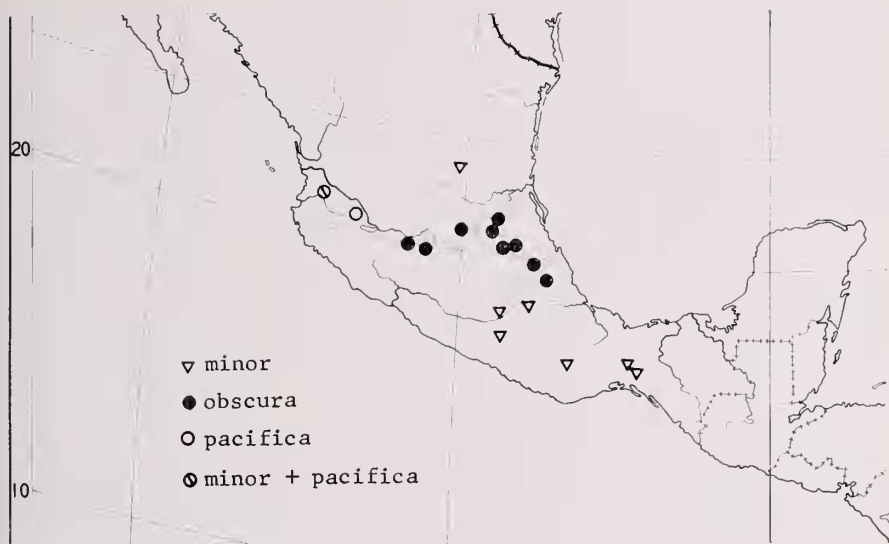 20
minor
obscura
pacifica
minor + pacifica
10